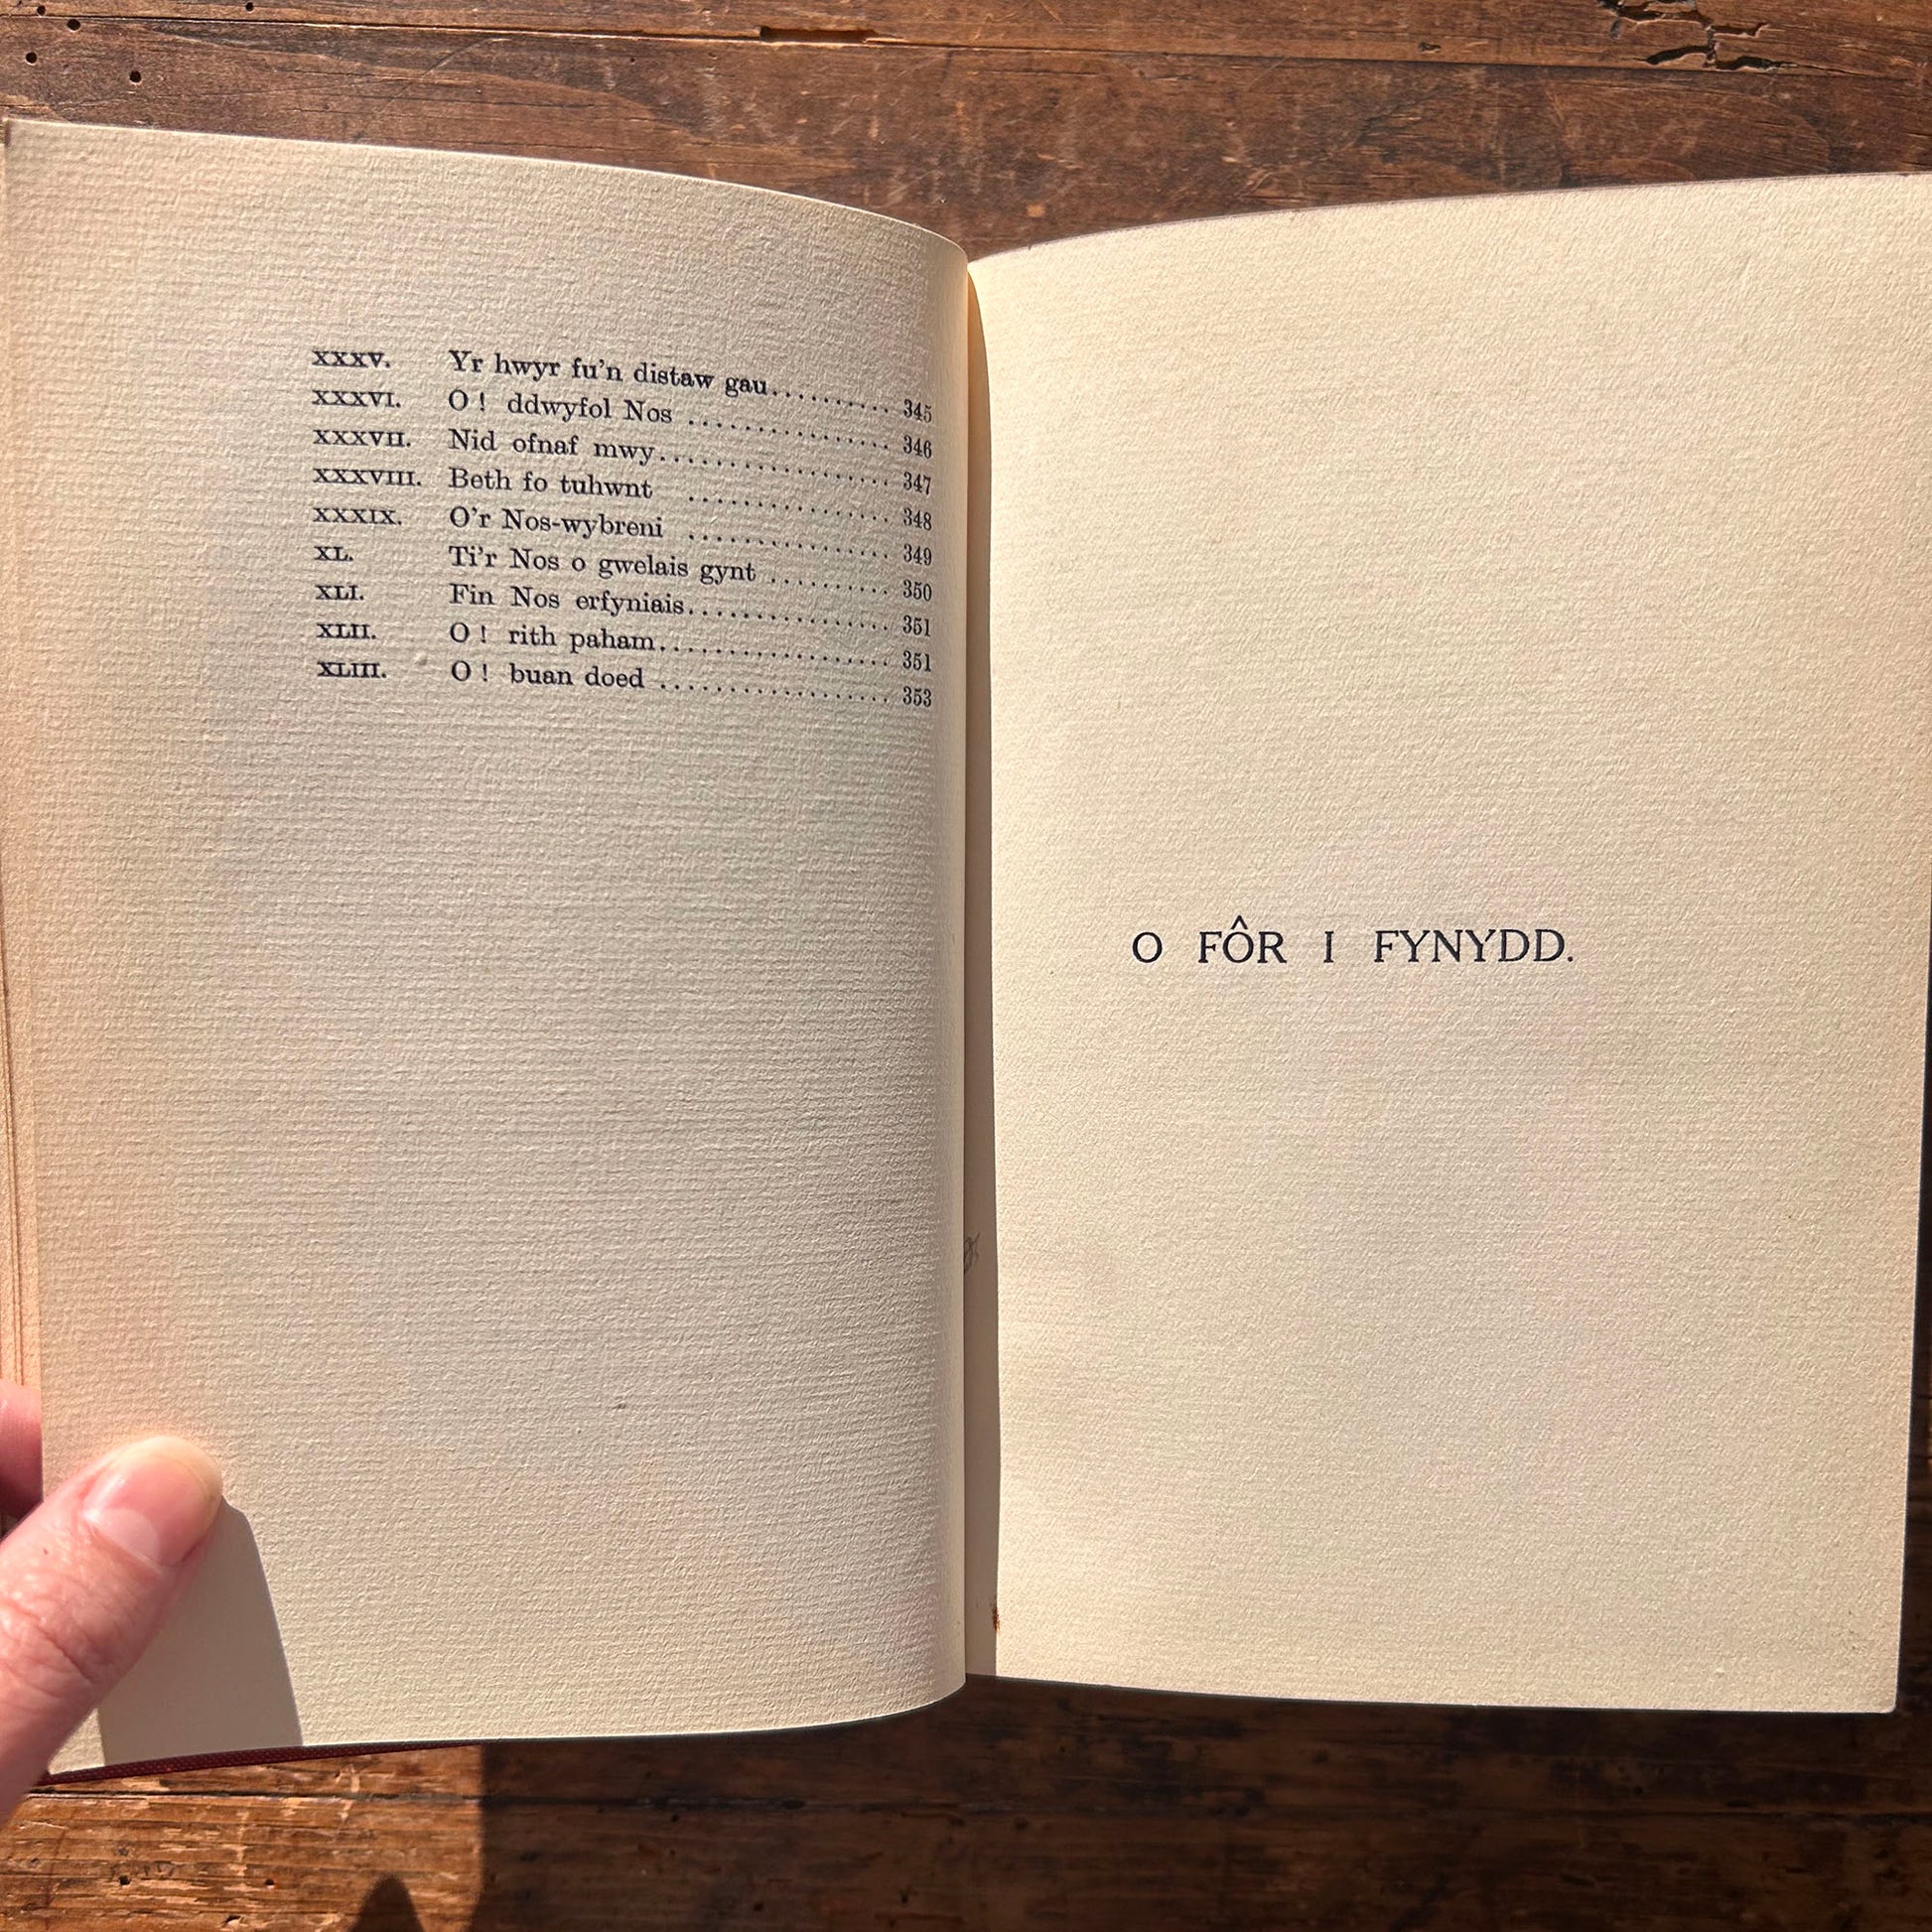 XXXV. Yr hwyr fu'n distaw gau.......... 345
XXXVI. O! ddwyfol Nos ................ 346
XXXVII. Nid ofnaf mwy.................. 347
XXXVIII. Beth fo tuhwnt ................ 348
XXXIX. O'r Nos-wybreni ................ 349
XL. Ti'r Nos o gwelais gynt .......... 350
XLI. Fin Nos erfyniais................ 351
XLII. O! rith paham.................. 351
XLIII. O! buan doed .................. 353
O FÔR I FYNYDD.